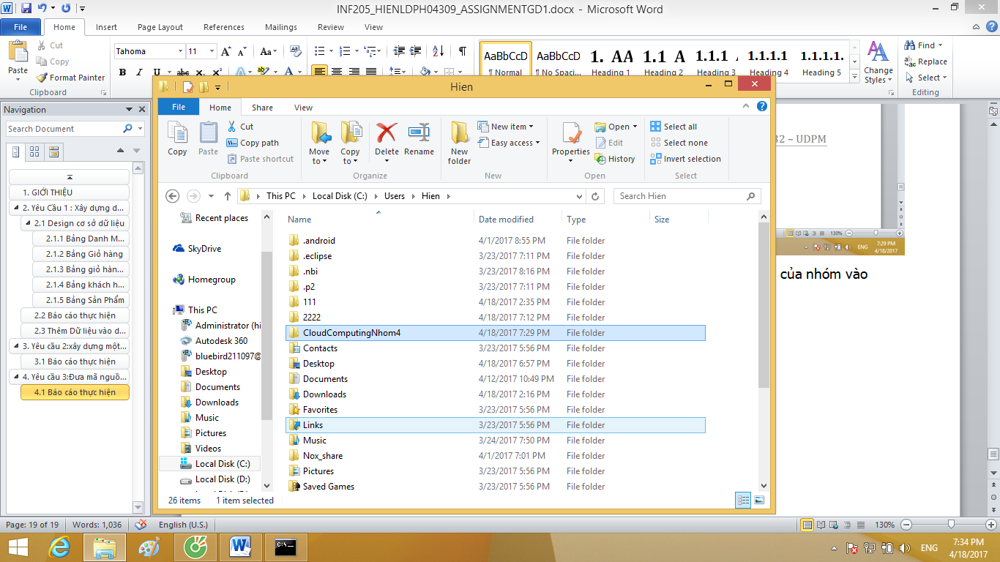 INF205_HIENLDPH04309_ASSIGNMENTGD1.docx - Microsoft Word
File Home Insert Page Layout References Mailings Review View
Paste
Cut
Copy
Format Painter
Clipboard
Tahoma 11
AaBbCcD AaBbCcD 1. AA 1.1 A 1.1.1 1.1.1.1 1.1.1.1.
¶ Normal ¶ No Spaci... Heading 1 Heading 2 Heading 3 Heading 4 Heading 5
Change Styles
Find
Replace
Select
Editing
Navigation
Search Document
1. GIỚI THIỆU
2. Yêu Cầu 1 : Xây dựng d...
2.1 Design cơ sở dữ liệu
2.1.1 Bảng Danh M...
2.1.2 Bảng Giỏ hàng
2.1.3 Bảng giỏ hàn...
2.1.4 Bảng khách h...
2.1.5 Bảng Sản Phẩm
2.2 Báo cáo thực hiện
2.3 Thêm Dữ liệu vào d...
3. Yêu cầu 2:xây dựng một...
3.1 Báo cáo thực hiện
4. Yêu cầu 3:Đưa mã nguồ...
4.1 Báo cáo thực hiện
Hien
File Home Share View
Copy
Paste
Cut
Copy path
Paste shortcut
Clipboard
Move to
Copy to
Delete
Rename
Organize
New folder
New item
Easy access
New
Properties
Open
Edit
History
Open
Select all
Select none
Invert selection
Select
This PC Local Disk (C:) Users Hien
Search Hien
Recent places
SkyDrive
Homegroup
This PC
Administrator (hi
Autodesk 360
bluebird211097@
Desktop
Documents
Downloads
Music
Pictures
Videos
Local Disk (C:)
Local Disk (D:)
Name Date modified Type Size
.android 4/1/2017 8:55 PM File folder
.eclipse 3/23/2017 7:11 PM File folder
.nbi 3/23/2017 8:16 PM File folder
.p2 3/23/2017 7:11 PM File folder
111 4/18/2017 2:35 PM File folder
2222 4/18/2017 7:12 PM File folder
CloudComputingNhom4 4/18/2017 7:29 PM File folder
Contacts 3/23/2017 5:56 PM File folder
Desktop 4/18/2017 6:57 PM File folder
Documents 4/12/2017 10:49 PM File folder
Downloads 4/18/2017 2:16 PM File folder
Favorites 3/23/2017 5:56 PM File folder
Links 3/23/2017 5:56 PM File folder
Music 3/24/2017 7:50 PM File folder
Nox_share 4/1/2017 7:01 PM File folder
Pictures 3/23/2017 5:56 PM File folder
Saved Games 3/23/2017 5:56 PM File folder
26 items 1 item selected
32 – UDPM
130%
ENG
7:29 PM
4/18/2017
của nhóm vào
Page: 19 of 19 Words: 1,036 English (U.S.) 130%
ENG
7:34 PM
4/18/2017